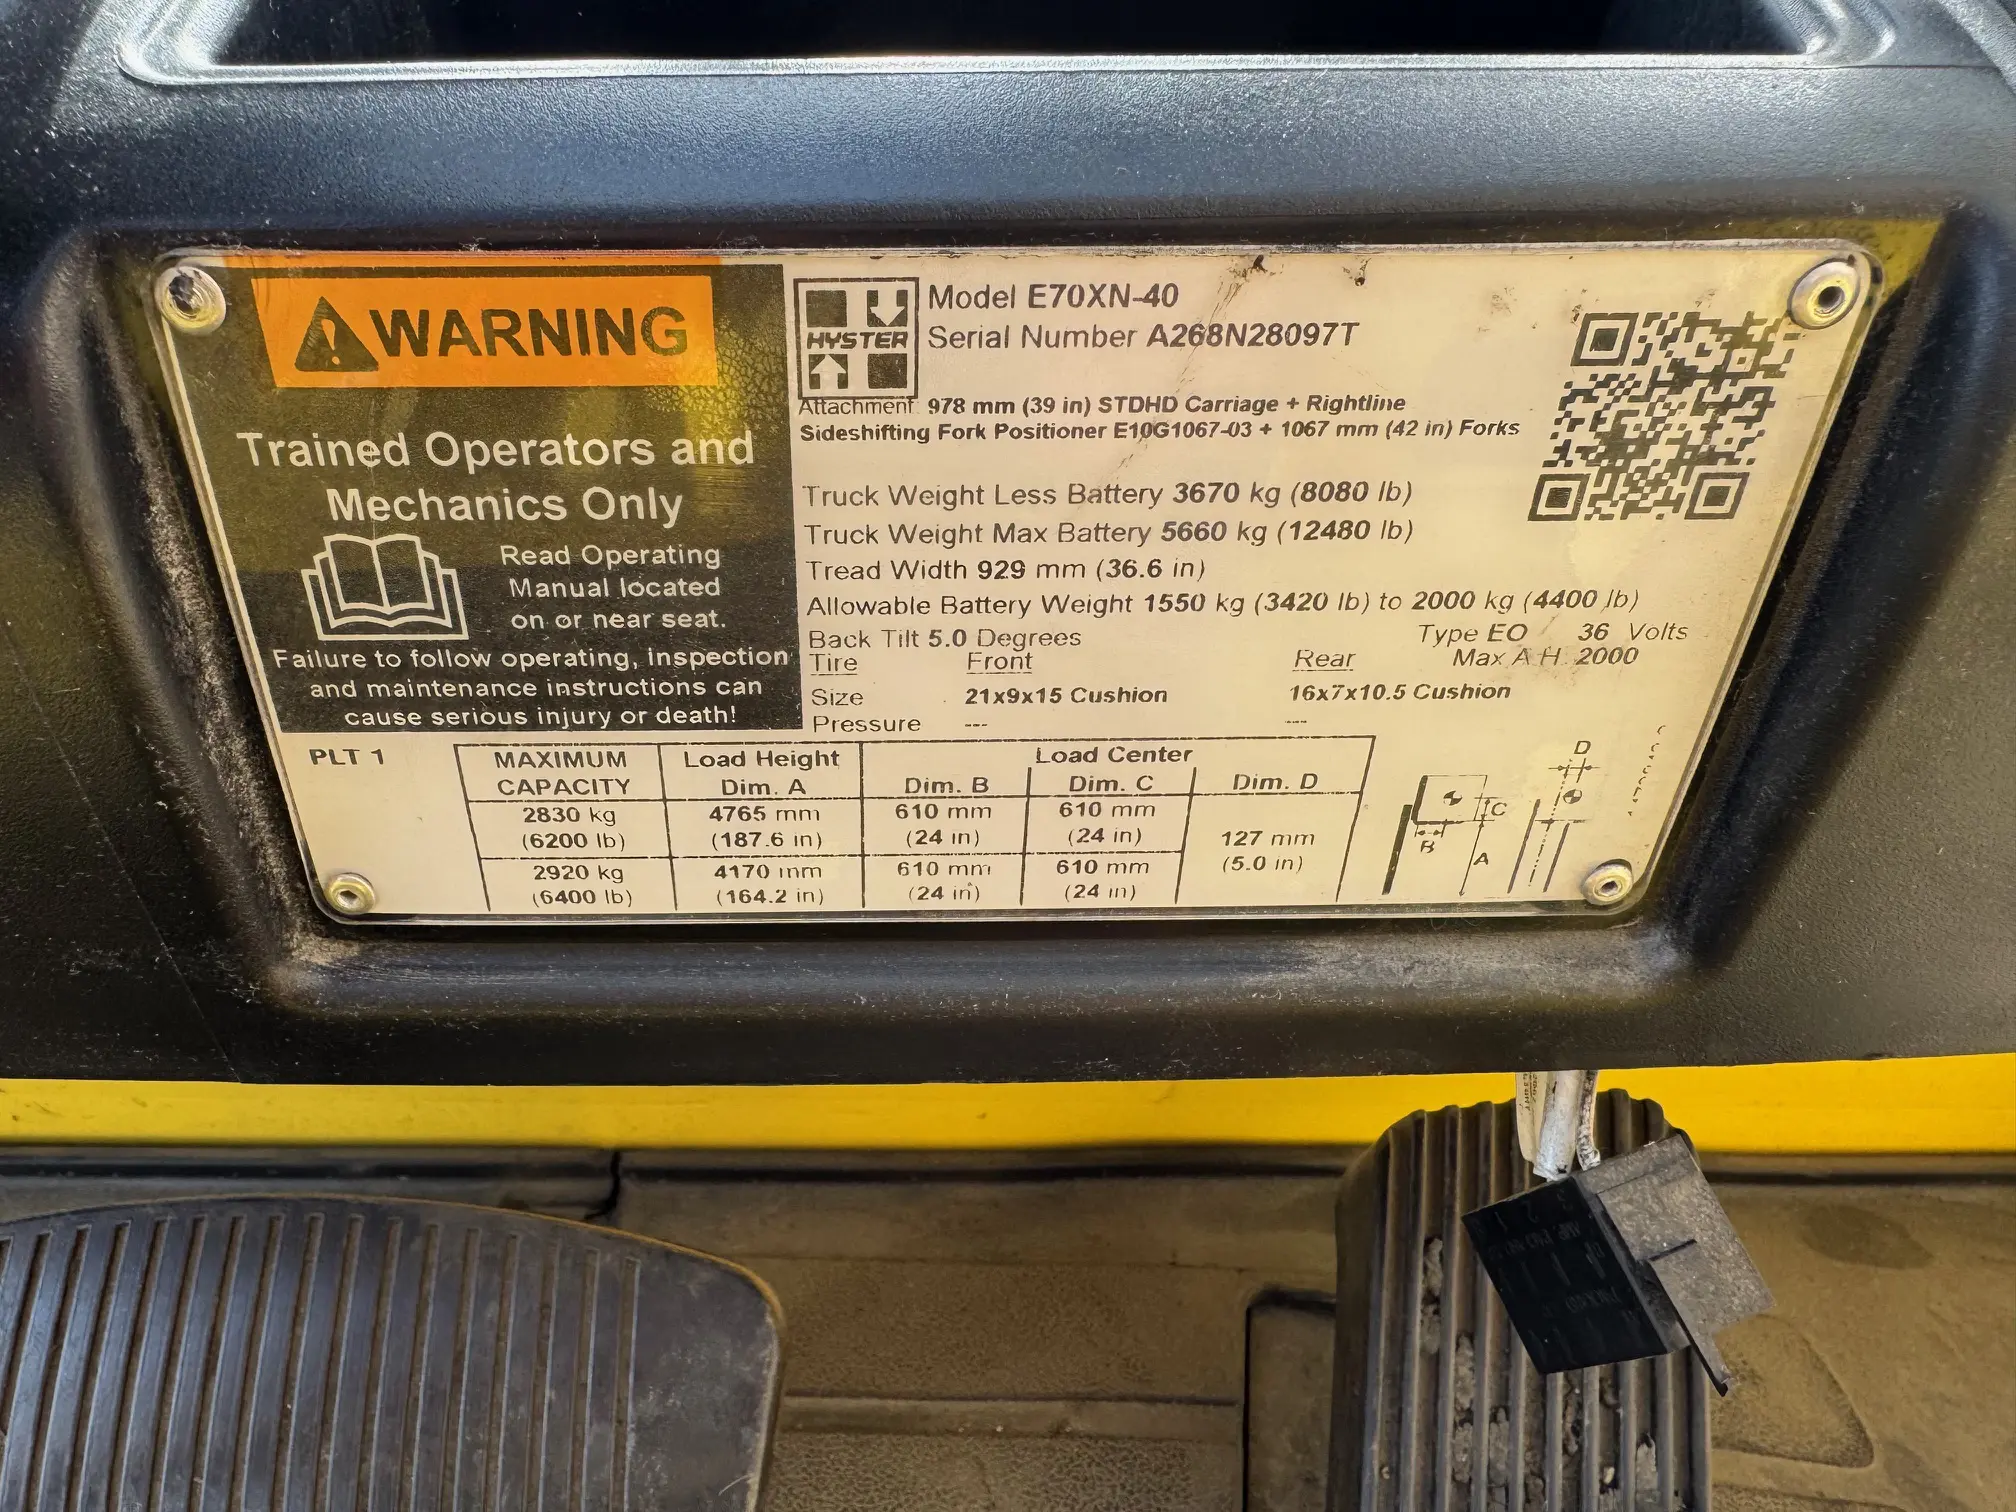 WARNING
Trained Operators and
Mechanics Only
Read Operating
Manual located
on or near seat.
Failure to follow operating, inspection
and maintenance instructions can
cause serious injury or death!
HYSTER
Model E70XN-40
Serial Number A268N28097T
Attachment 978 mm (39 in) STDHD Carriage + Rightline
Sideshifting Fork Positioner E10G1067-03 + 1067 mm (42 in) Forks
Truck Weight Less Battery 3670 kg (8080 lb)
Truck Weight Max Battery 5660 kg (12480 lb)
Tread Width 929 mm (36.6 in)
Allowable Battery Weight 1550 kg (3420 lb) to 2000 kg (4400 lb)
Back Tilt 5.0 Degrees Type EO 36 Volts
Max A H 2000
Tire Front Rear
Size 21x9x15 Cushion 16x7x10.5 Cushion
Pressure --- ---
PLT 1
MAXIMUM Load Height Load Center
CAPACITY Dim. A Dim. B Dim. C Dim. D
2830 kg 4765 mm 610 mm 610 mm
(6200 lb) (187.6 in) (24 in) (24 in) 127 mm
2920 kg 4170 mm 610 mm 610 mm (5.0 in)
(6400 lb) (164.2 in) (24 in) (24 in)
D
C
B
A